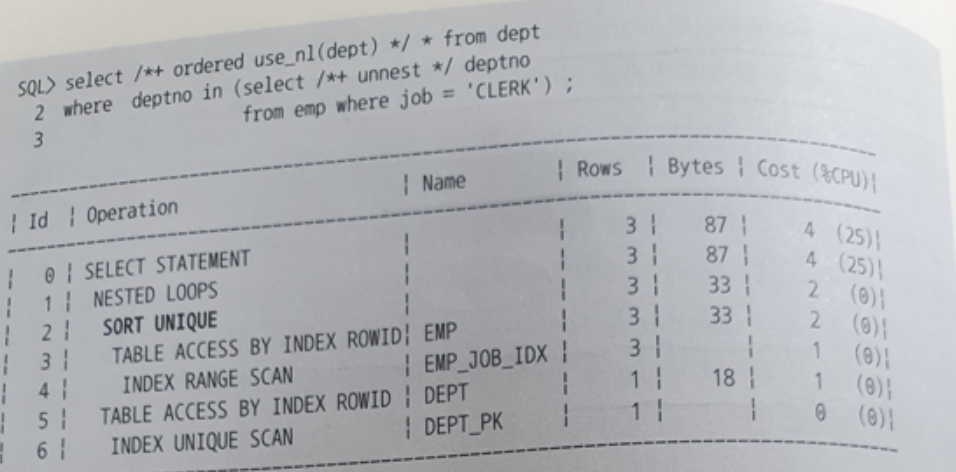 SQL> select /*+ ordered use_nl(dept) */ * from dept
2 where deptno in (select /*+ unnest */ deptno
3 from emp where job = 'CLERK') ;
| Id | Operation | Name | Rows | Bytes | Cost (%CPU)|
| 0 | SELECT STATEMENT | | 3 | 87 | 4 (25)|
| 1 | NESTED LOOPS | | 3 | 87 | 4 (25)|
| 2 | SORT UNIQUE | | 3 | 33 | 2 (0)|
| 3 | TABLE ACCESS BY INDEX ROWID| EMP | 3 | 33 | 2 (0)|
| 4 | INDEX RANGE SCAN | EMP_JOB_IDX | 3 | | 1 (0)|
| 5 | TABLE ACCESS BY INDEX ROWID | DEPT | 1 | 18 | 1 (0)|
| 6 | INDEX UNIQUE SCAN | DEPT_PK | 1 | | 0 (0)|